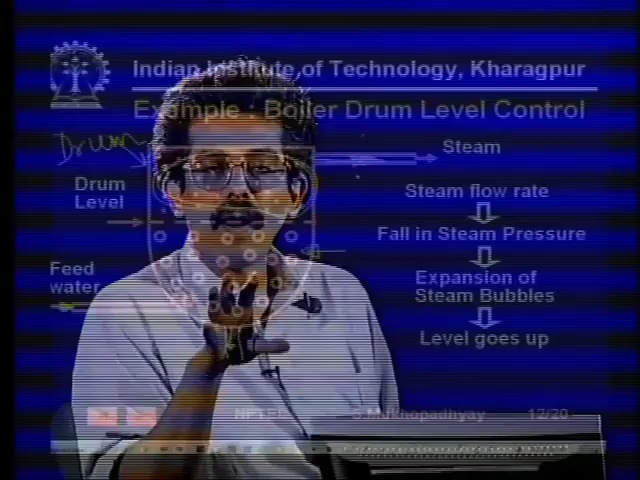 Indian Institute of Technology, Kharagpur
Example - Boiler Drum Level Control
Drum
Steam
Drum
Level
Steam flow rate
Fall in Steam Pressure
Feed
water
Expansion of
Steam Bubbles
Level goes up
NPTEL
S Mukhopadhyay
12/20